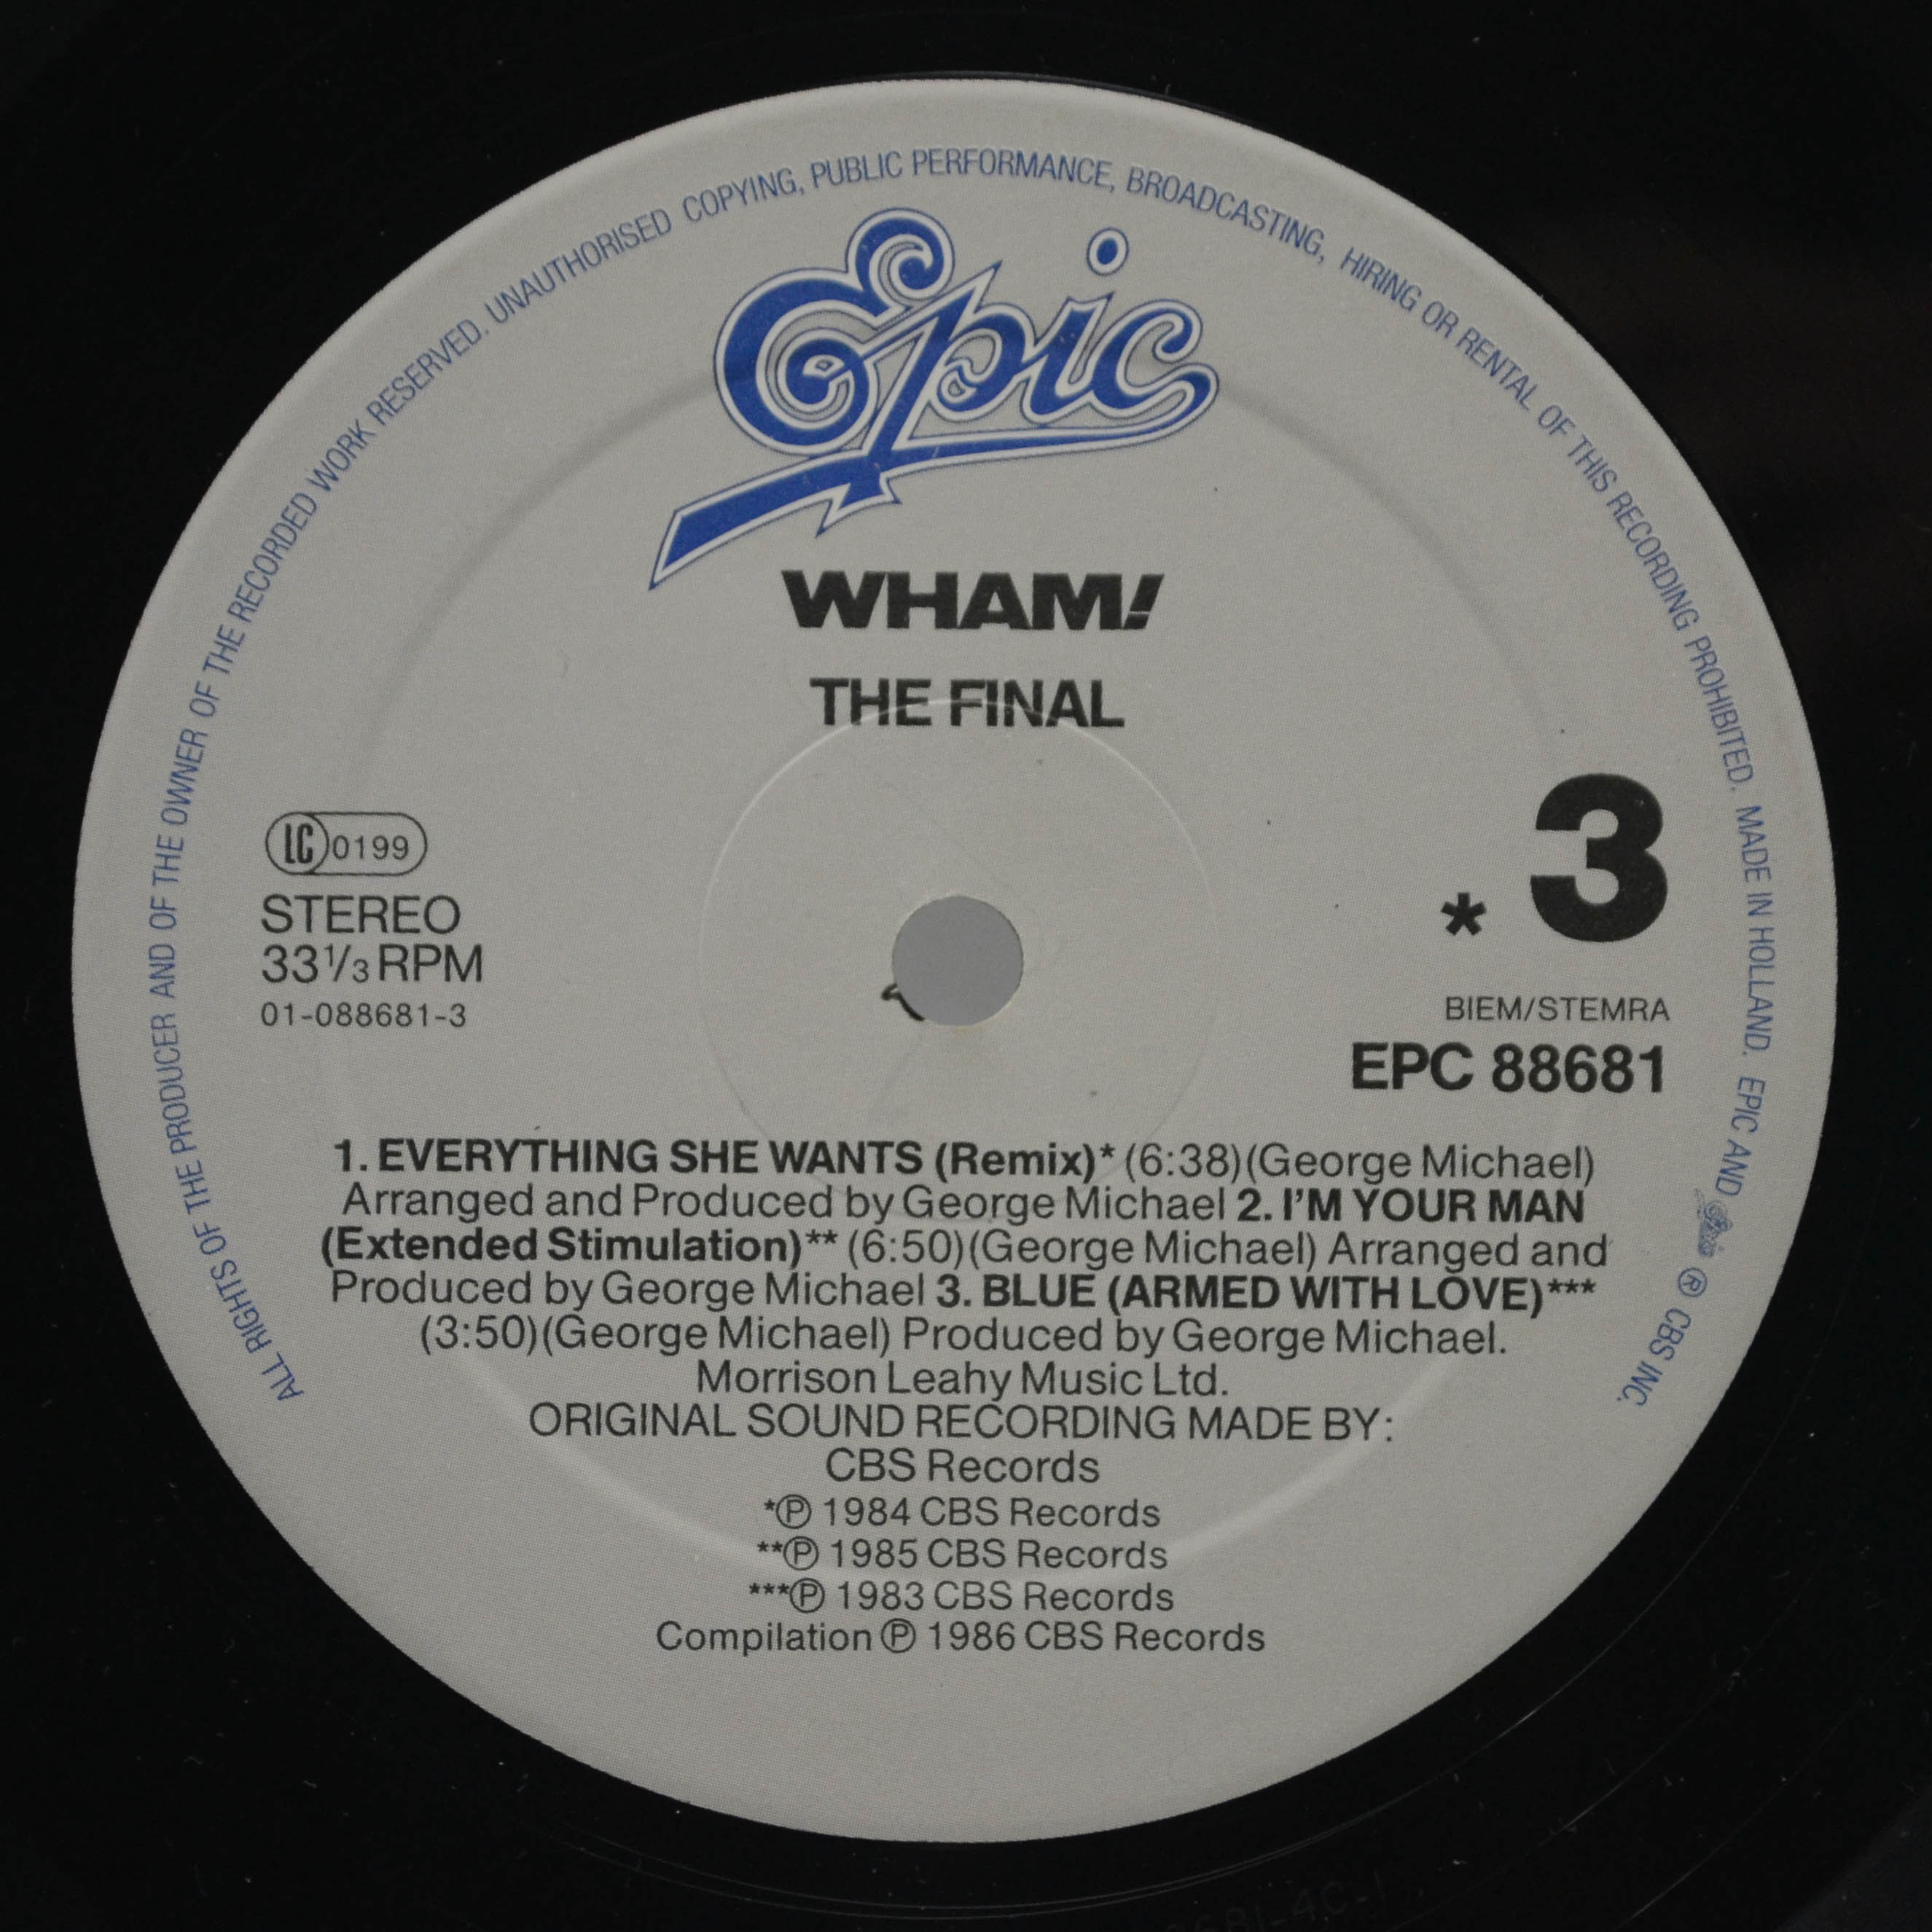 ALL RIGHTS OF THE PRODUCER AND OF THE OWNER OF THE RECORDED WORK RESERVED. UNAUTHORISED COPYING, PUBLIC PERFORMANCE, BROADCASTING, HIRING OR RENTAL OF THIS RECORDING PROHIBITED. MADE IN HOLLAND. EPIC AND Epic ® CBS INC.
Epic
WHAM!
THE FINAL
LC 0199
STEREO
33 1/3 RPM
01-088681-3
* 3
BIEM/STEMRA
EPC 88681
1. EVERYTHING SHE WANTS (Remix)* (6:38) (George Michael)
Arranged and Produced by George Michael 2. I'M YOUR MAN
(Extended Stimulation)** (6:50) (George Michael) Arranged and
Produced by George Michael 3. BLUE (ARMED WITH LOVE)***
(3:50) (George Michael) Produced by George Michael.
Morrison Leahy Music Ltd.
ORIGINAL SOUND RECORDING MADE BY:
CBS Records
*℗ 1984 CBS Records
**℗ 1985 CBS Records
***℗ 1983 CBS Records
Compilation ℗ 1986 CBS Records